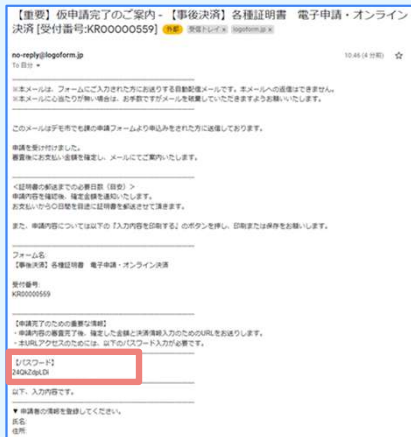 【重要】仮申請完了のご案内 - 【事後決済】各種証明書　電子申請・オンライン
決済 [受付番号:KR00000559] 外部 受信トレイ× logoform.jp×
no-reply@logoform.jp
10:46 (4 分前)
To 自分
※本メールは、フォームにご入力された方にお送りする自動配信メールです。本メールへの返信はできません。
※本メールに心当たりが無い場合は、お手数ですがメールを破棄していただきますようお願いいたします。
このメールはデモ市でも課の申請フォームより申込みをされた方に送信しております。
申請を受け付けました。
審査後にお支払い金額を確定し、メールにてご案内いたします。
＜証明書の郵送までの必要日数（目安）＞
申請内容を確認後、確定金額を通知いたします。
お支払いから〇日間を目途に証明書を郵送させて頂きます。
また、申請内容については以下の『入力内容を印刷する』のボタンを押し、印刷または保存をお願いします。
フォーム名:
【事後決済】各種証明書　電子申請・オンライン決済
受付番号:
KR00000559
【申請完了のための重要な情報】
・申請内容の審査完了後、確定した金額と決済情報入力のためのURLをお送りします。
・本URLアクセスのためには、以下のパスワード入力が必要です。
【パスワード】
24QkZdpLDi
以下、入力内容です。
▼ 申請者の情報を登録してください。
氏名:
住所: